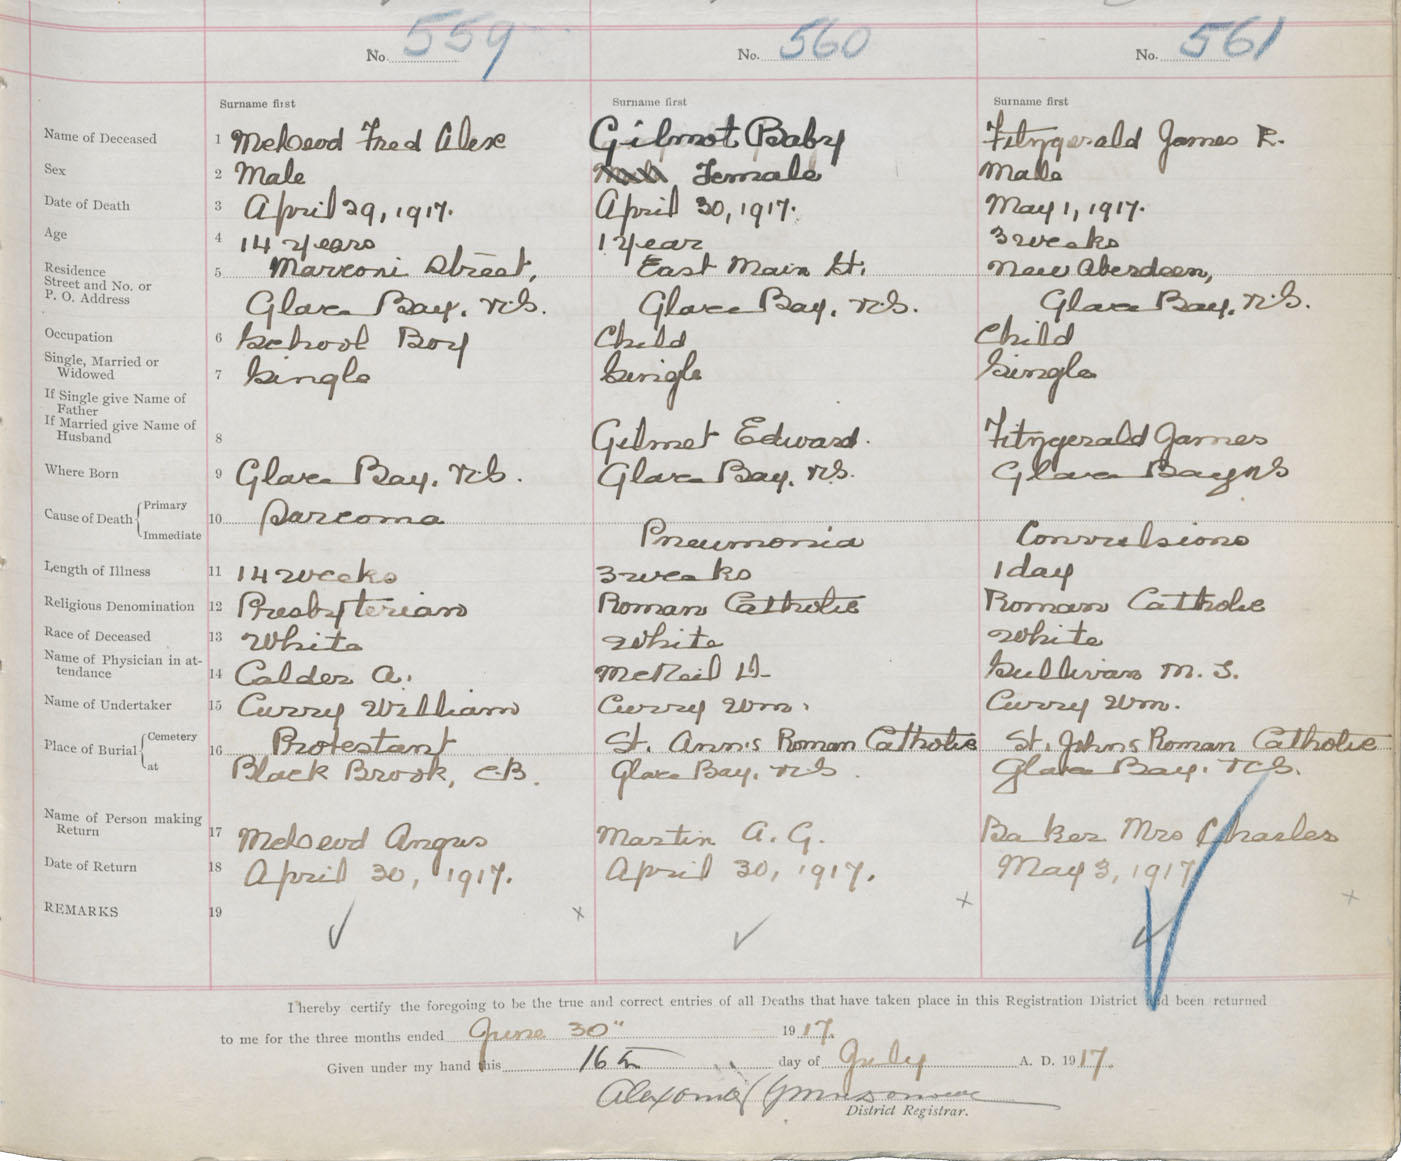 No. 559 No. 560 No. 561
Surname first Surname first Surname first
Name of Deceased 1 McLeod Fred Alex Gilmet Baby Fitzgerald James R.
Sex 2 Male Female Male
Date of Death 3 April 29, 1917. April 30, 1917. May 1, 1917.
Age 4 14 years 1 year 3 weeks
Residence Street and No. or P. O. Address 5 Marconi Street, East Main St. New Aberdeen,
Glace Bay, N.S. Glace Bay, N.S. Glace Bay, N.S.
Occupation 6 School Boy Child Child
Single, Married or Widowed 7 Single Single Single
If Single give Name of Father
If Married give Name of Husband 8 Gilmet Edward. Fitzgerald James
Where Born 9 Glace Bay, N.S. Glace Bay, N.S. Glace Bay NS
Cause of Death Primary 10 Sarcoma
Immediate Pneumonia Convulsions
Length of Illness 11 14 weeks 3 weeks 1 day
Religious Denomination 12 Presbyterian Roman Catholic Roman Catholic
Race of Deceased 13 White White White
Name of Physician in attendance 14 Calder A. McNeil H. Sullivan M. T.
Name of Undertaker 15 Curry William Curry Wm. Curry Wm.
Place of Burial Cemetery 16 Protestant St. Ann's Roman Catholic St. Johns Roman Catholic
at Black Brook, C.B. Glace Bay, N.S. Glace Bay, N.S.
Name of Person making Return 17 McLeod Angus Martin A. G. Baker Mrs Charles
Date of Return 18 April 30, 1917. April 30, 1917. May 3, 1917
REMARKS 19
I hereby certify the foregoing to be the true and correct entries of all Deaths that have taken place in this Registration District and been returned
to me for the three months ended June 30" 1917.
Given under my hand this 16th day of July A. D. 1917.
District Registrar.